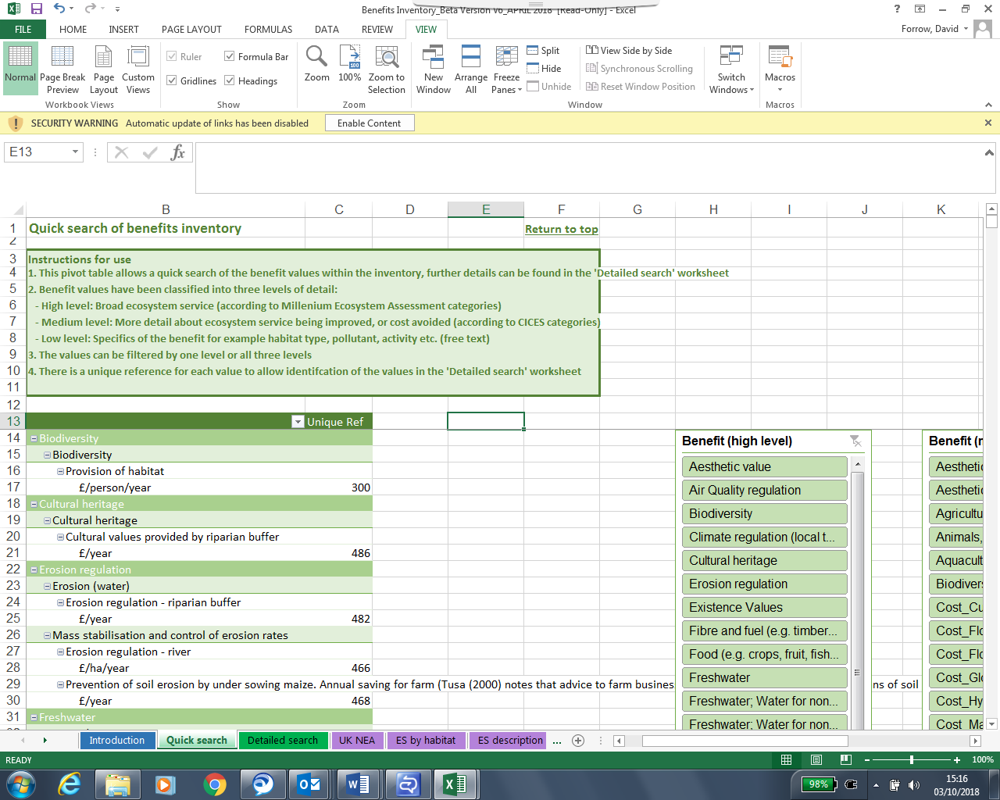 Benefits Inventory_Beta Version v6_APRIL 2018 [Read-Only] - Excel
FILE HOME INSERT PAGE LAYOUT FORMULAS DATA REVIEW VIEW
Forrow, David
Normal
Page Break Preview
Page Layout
Custom Views
Workbook Views
Ruler
Formula Bar
Gridlines
Headings
Show
Zoom
100%
Zoom to Selection
Zoom
New Window
Arrange All
Freeze Panes
Split
Hide
Unhide
View Side by Side
Synchronous Scrolling
Reset Window Position
Window
Switch Windows
Macros
Macros
SECURITY WARNING Automatic update of links has been disabled Enable Content
E13
fx
B C D E F G H I J K
1 Quick search of benefits inventory Return to top
2
3 Instructions for use
4 1. This pivot table allows a quick search of the benefit values within the inventory, further details can be found in the 'Detailed search' worksheet
5 2. Benefit values have been classified into three levels of detail:
6 - High level: Broad ecosystem service (according to Millenium Ecosystem Assessment categories)
7 - Medium level: More detail about ecosystem service being improved, or cost avoided (according to CICES categories)
8 - Low level: Specifics of the benefit for example habitat type, pollutant, activity etc. (free text)
9 3. The values can be filtered by one level or all three levels
10 4. There is a unique reference for each value to allow identifcation of the values in the 'Detailed search' worksheet
11
12
13 Unique Ref
14 Biodiversity
15 Biodiversity
16 Provision of habitat
17 £/person/year 300
18 Cultural heritage
19 Cultural heritage
20 Cultural values provided by riparian buffer
21 £/year 486
22 Erosion regulation
23 Erosion (water)
24 Erosion regulation - riparian buffer
25 £/year 482
26 Mass stabilisation and control of erosion rates
27 Erosion regulation - river
28 £/ha/year 466
29 Prevention of soil erosion by under sowing maize. Annual saving for farm (Tusa (2000) notes that advice to farm busines ns of soil
30 £/year 468
31 Freshwater
Benefit (high level)
Aesthetic value
Air Quality regulation
Biodiversity
Climate regulation (local t...
Cultural heritage
Erosion regulation
Existence Values
Fibre and fuel (e.g. timber...
Food (e.g. crops, fruit, fish...
Freshwater
Freshwater; Water for non...
Freshwater; Water for non...
Benefit (r
Aesthetic
Aesthetic
Agricultu
Animals,
Aquacult
Biodivers
Cost_Cu
Cost_Flo
Cost_Flo
Cost_Glo
Cost_Hy
Cost_Ma
Introduction Quick search Detailed search UK NEA ES by habitat ES description ...
READY 100%
98% 15:16
03/10/2018